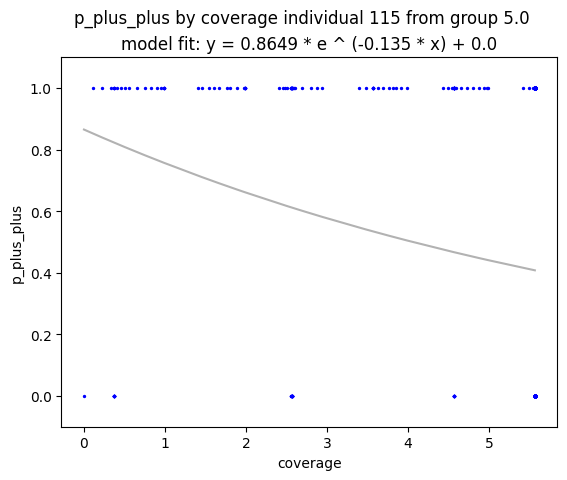 p_plus_plus by coverage individual 115 from group 5.0
model fit: y = 0.8649 * e ^ (-0.135 * x) + 0.0
1.0
0.8
0.6
0.4
0.2
0.0
p_plus_plus
0 1 2 3 4 5
coverage